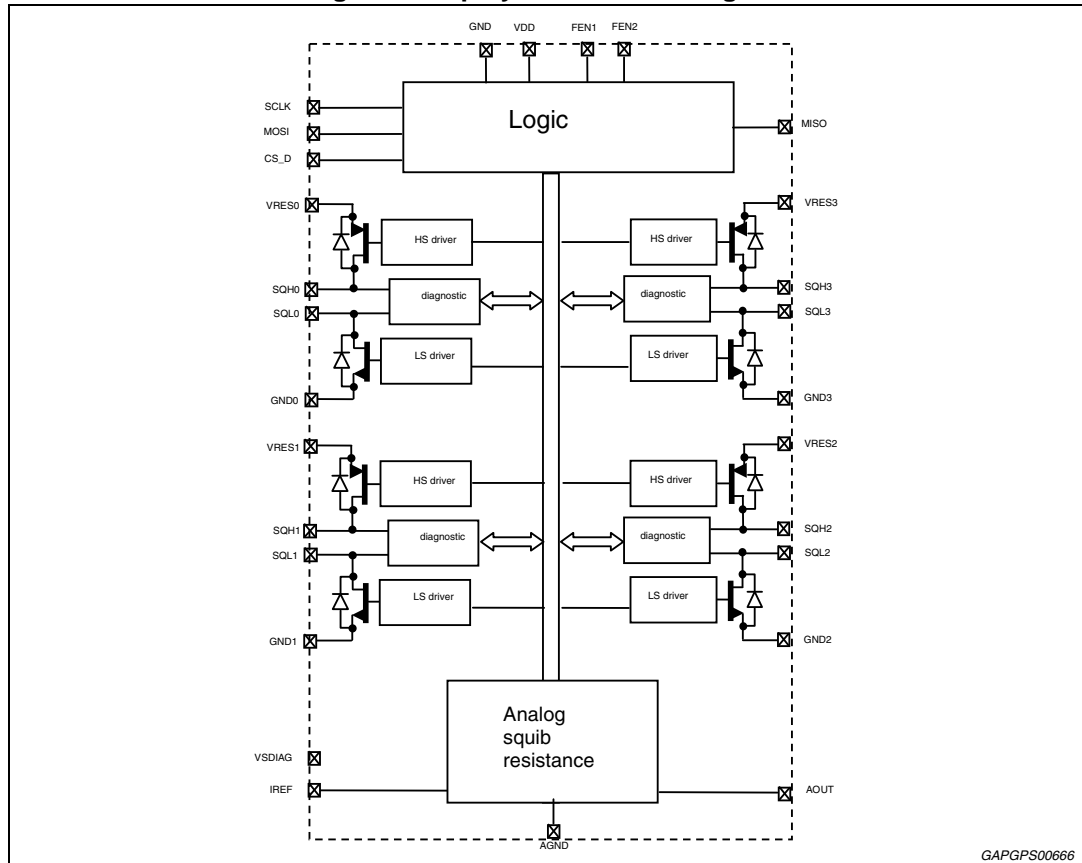 GND VDD FEN1 FEN2
SCLK
Logic
MISO
MOSI
CS_D
VRES0
VRES3
HS driver
HS driver
SQH0
diagnostic
diagnostic
SQH3
SQL0
SQL3
LS driver
LS driver
GND0
GND3
VRES1
VRES2
HS driver
HS driver
SQH1
diagnostic
diagnostic
SQH2
SQL1
SQL2
LS driver
LS driver
GND1
GND2
Analog
squib
resistance
VSDIAG
IREF
AOUT
AGND
GAPGPS00666